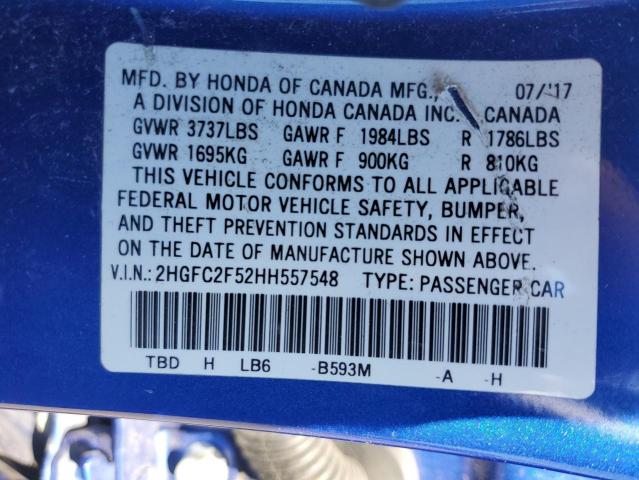 MFD. BY HONDA OF CANADA MFG., 07/17
A DIVISION OF HONDA CANADA INC. CANADA
GVWR 3737LBS GAWR F 1984LBS R 1786LBS
GVWR 1695KG GAWR F 900KG R 810KG
THIS VEHICLE CONFORMS TO ALL APPLICABLE
FEDERAL MOTOR VEHICLE SAFETY, BUMPER,
AND THEFT PREVENTION STANDARDS IN EFFECT
ON THE DATE OF MANUFACTURE SHOWN ABOVE.
V.I.N.: 2HGFC2F52HH557548 TYPE: PASSENGER CAR
TBD H LB6 -B593M -A -H